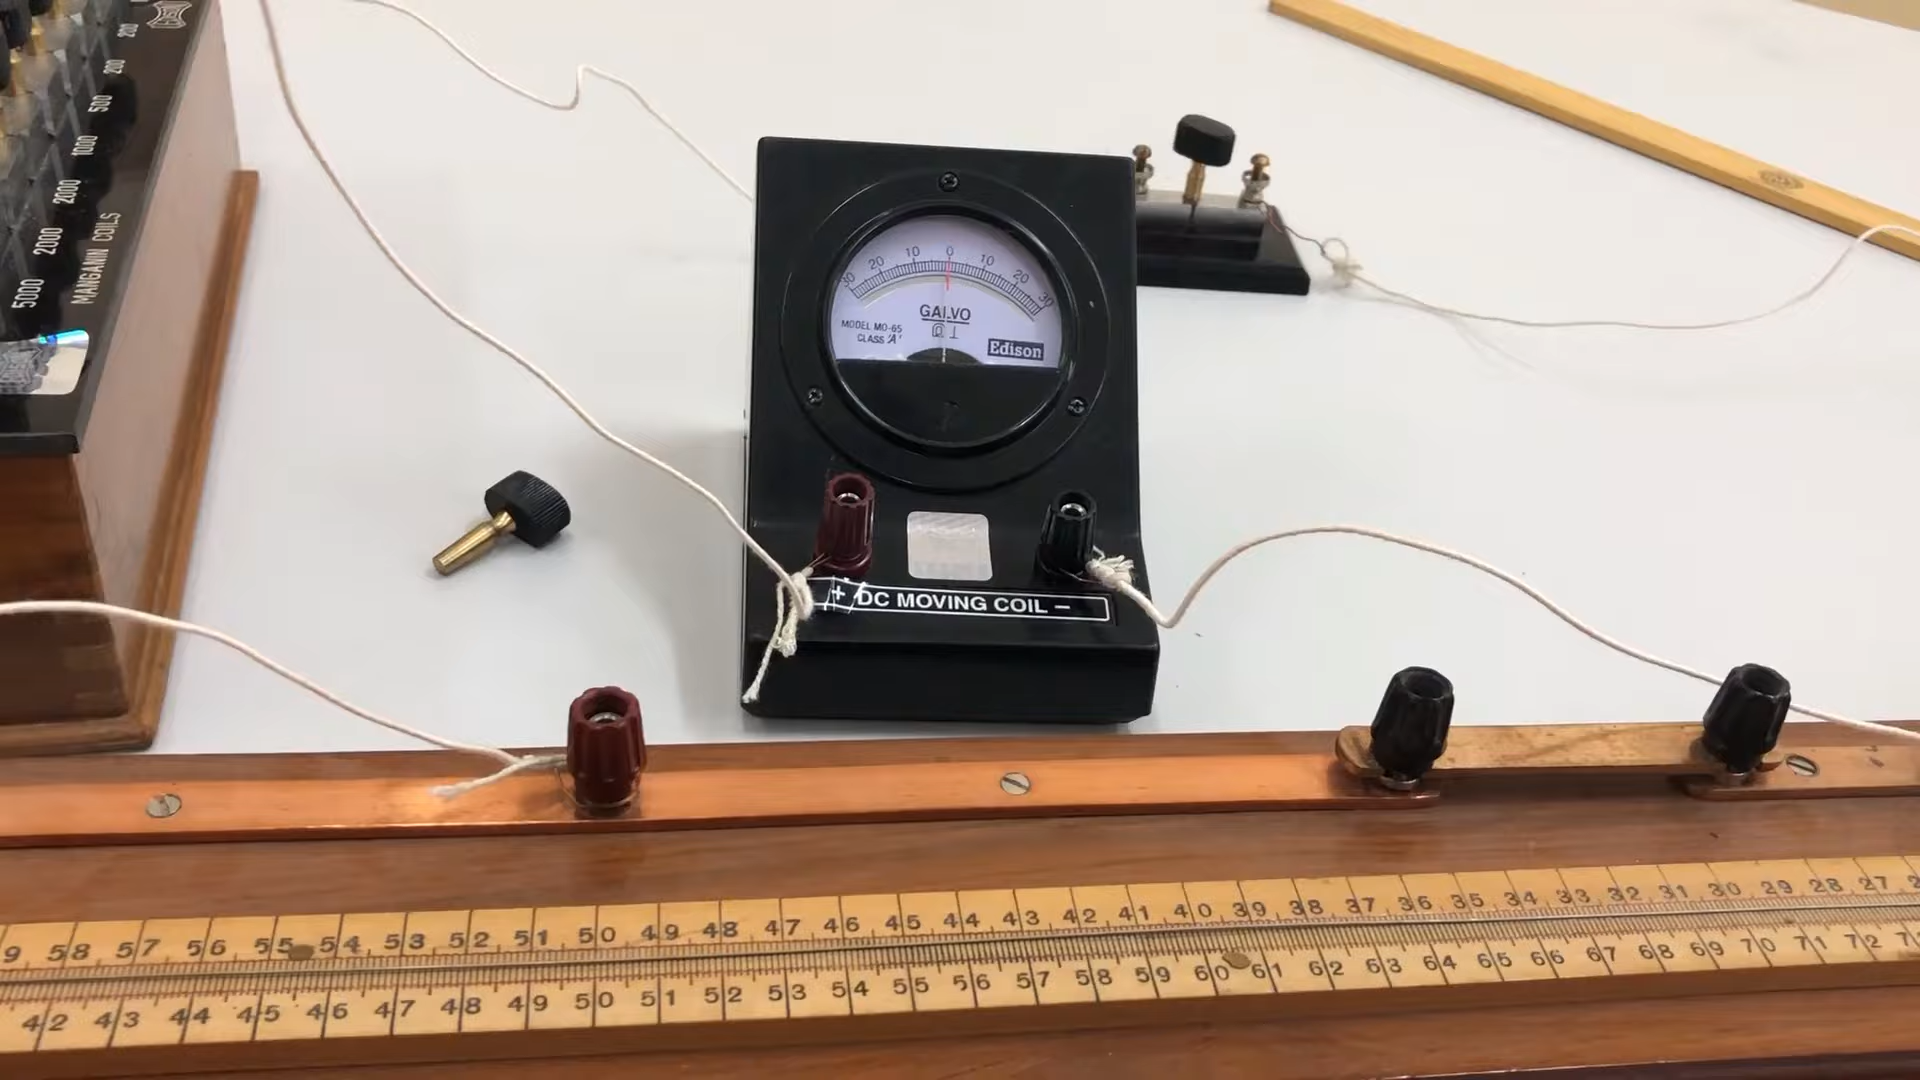 200
200
500
1000
2000
2000
5000
MANGANIN COILS
30 20 10 0 10 20 30
GALVO
MODEL MO-65
CLASS 'A'
Edison
+ DC MOVING COIL −
58 57 56 55 54 53 52 51 50 49 48 47 46 45 44 43 42 41 40 39 38 37 36 35 34 33 32 31 30 29 28 27
42 43 44 45 46 47 48 49 50 51 52 53 54 55 56 57 58 59 60 61 62 63 64 65 66 67 68 69 70 71 72